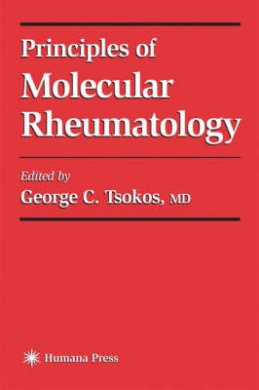 Principles of
Molecular
Rheumatology
Edited by
George C. Tsokos, MD
Humana Press